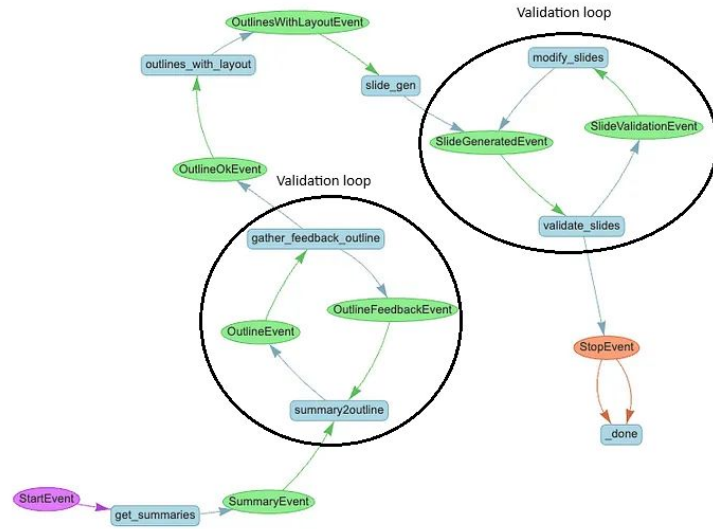 Validation loop
OutlinesWithLayoutEvent
modify_slides
outlines_with_layout
slide_gen
SlideValidationEvent
SlideGeneratedEvent
OutlineOkEvent
Validation loop
validate_slides
gather_feedback_outline
OutlineFeedbackEvent
OutlineEvent
StopEvent
summary2outline
_done
StartEvent
SummaryEvent
get_summaries